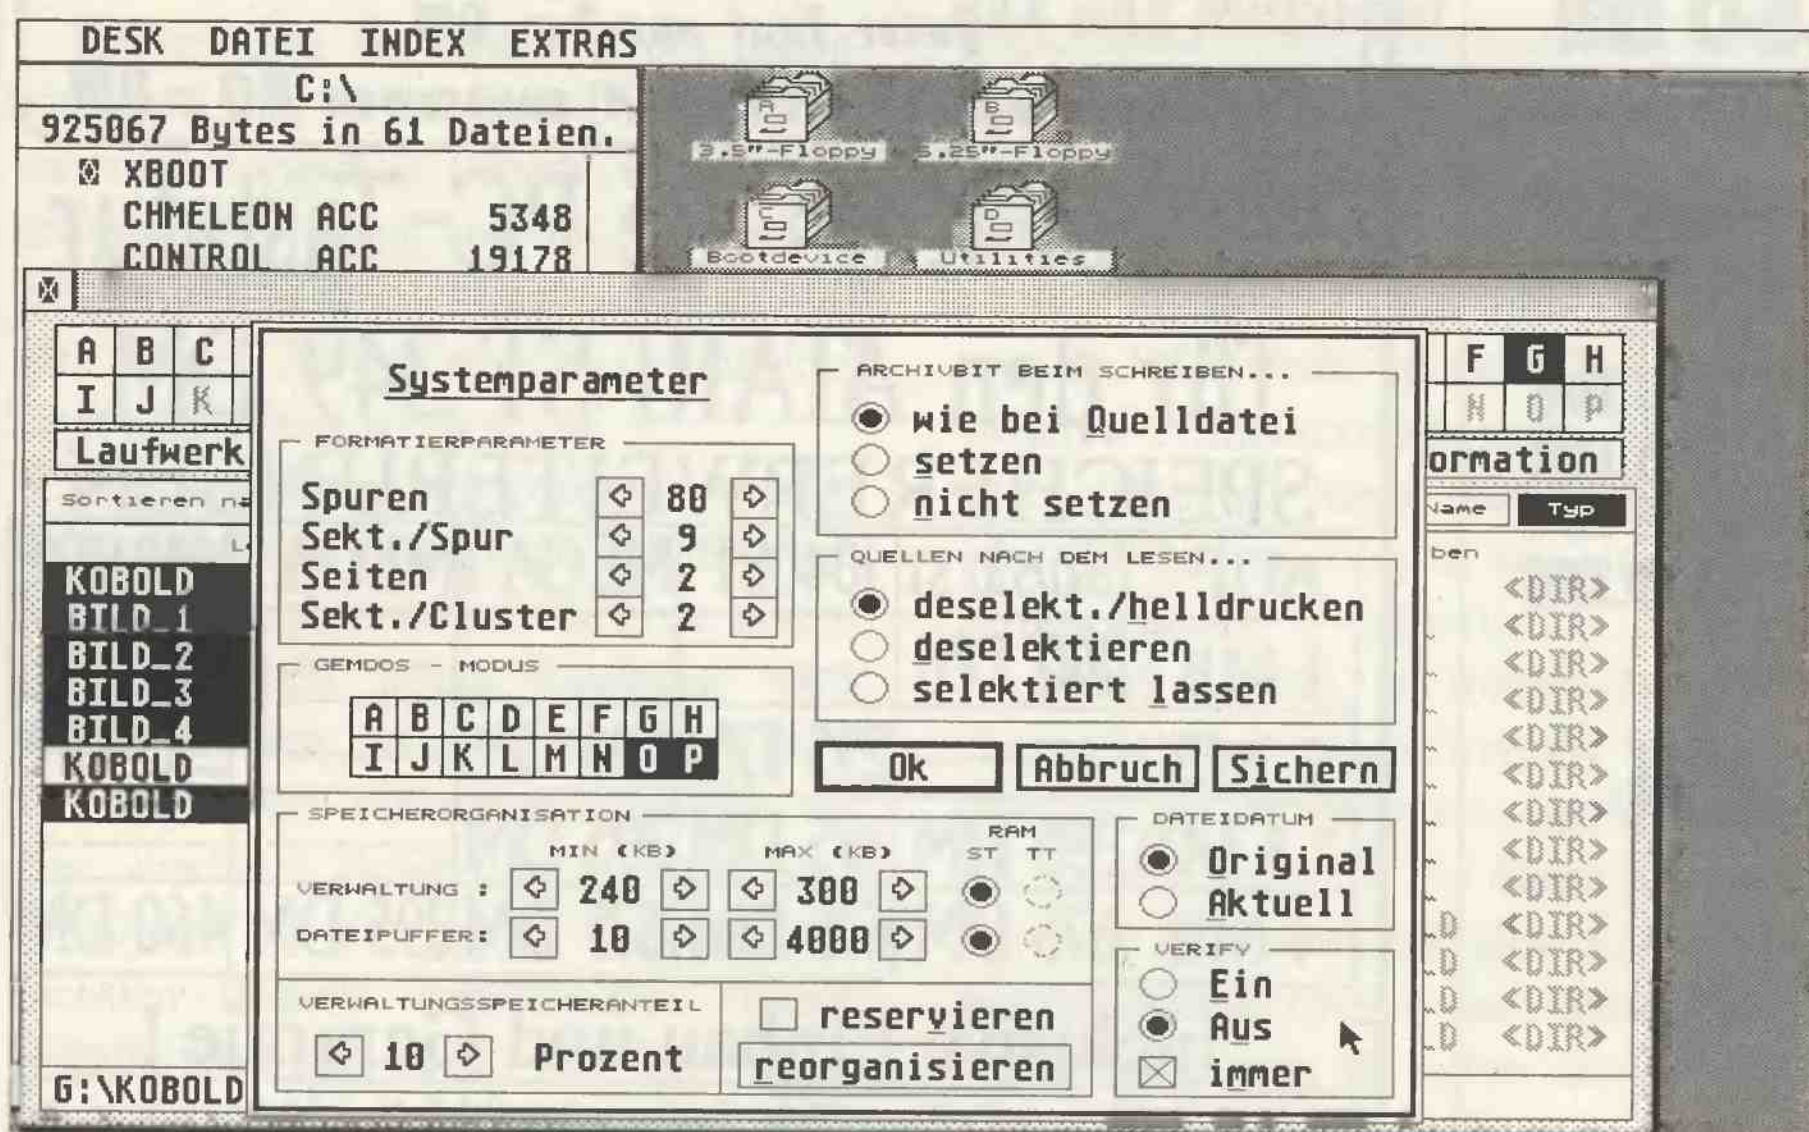 DESK DATEI INDEX EXTRAS
C:\
925067 Bytes in 61 Dateien.
XBOOT
CHMELEON ACC 5348
CONTROL ACC 19178
A
3.5"-Floppy
B
5.25"-Floppy
C
Bootdevice
D
Utilities
A B C
I J K
Laufwerk
Sortieren
KOBOLD
BILD_1
BILD_2
BILD_3
BILD_4
KOBOLD
KOBOLD
G:\KOBOLD
Systemparameter
FORMATIERPARAMETER
Spuren 80
Sekt./Spur 9
Seiten 2
Sekt./Cluster 2
GEMDOS - MODUS
A B C D E F G H
I J K L M N O P
ARCHIVBIT BEIM SCHREIBEN...
wie bei Quelldatei
setzen
nicht setzen
QUELLEN NACH DEM LESEN...
deselekt./helldrucken
deselektieren
selektiert lassen
Ok Abbruch Sichern
SPEICHERORGANISATION
MIN (KB) MAX (KB) RAM
ST TT
VERWALTUNG : 240 300
DATEIPUFFER: 10 4000
VERWALTUNGSSPEICHERANTEIL
10 Prozent
reservieren
reorganisieren
DATEIDATUM
Original
Aktuell
VERIFY
Ein
Aus
immer
F G H
N O P
ormation
Name Typ
ben
<DIR>
<DIR>
<DIR>
<DIR>
<DIR>
<DIR>
<DIR>
<DIR>
<DIR>
D <DIR>
D <DIR>
D <DIR>
D <DIR>